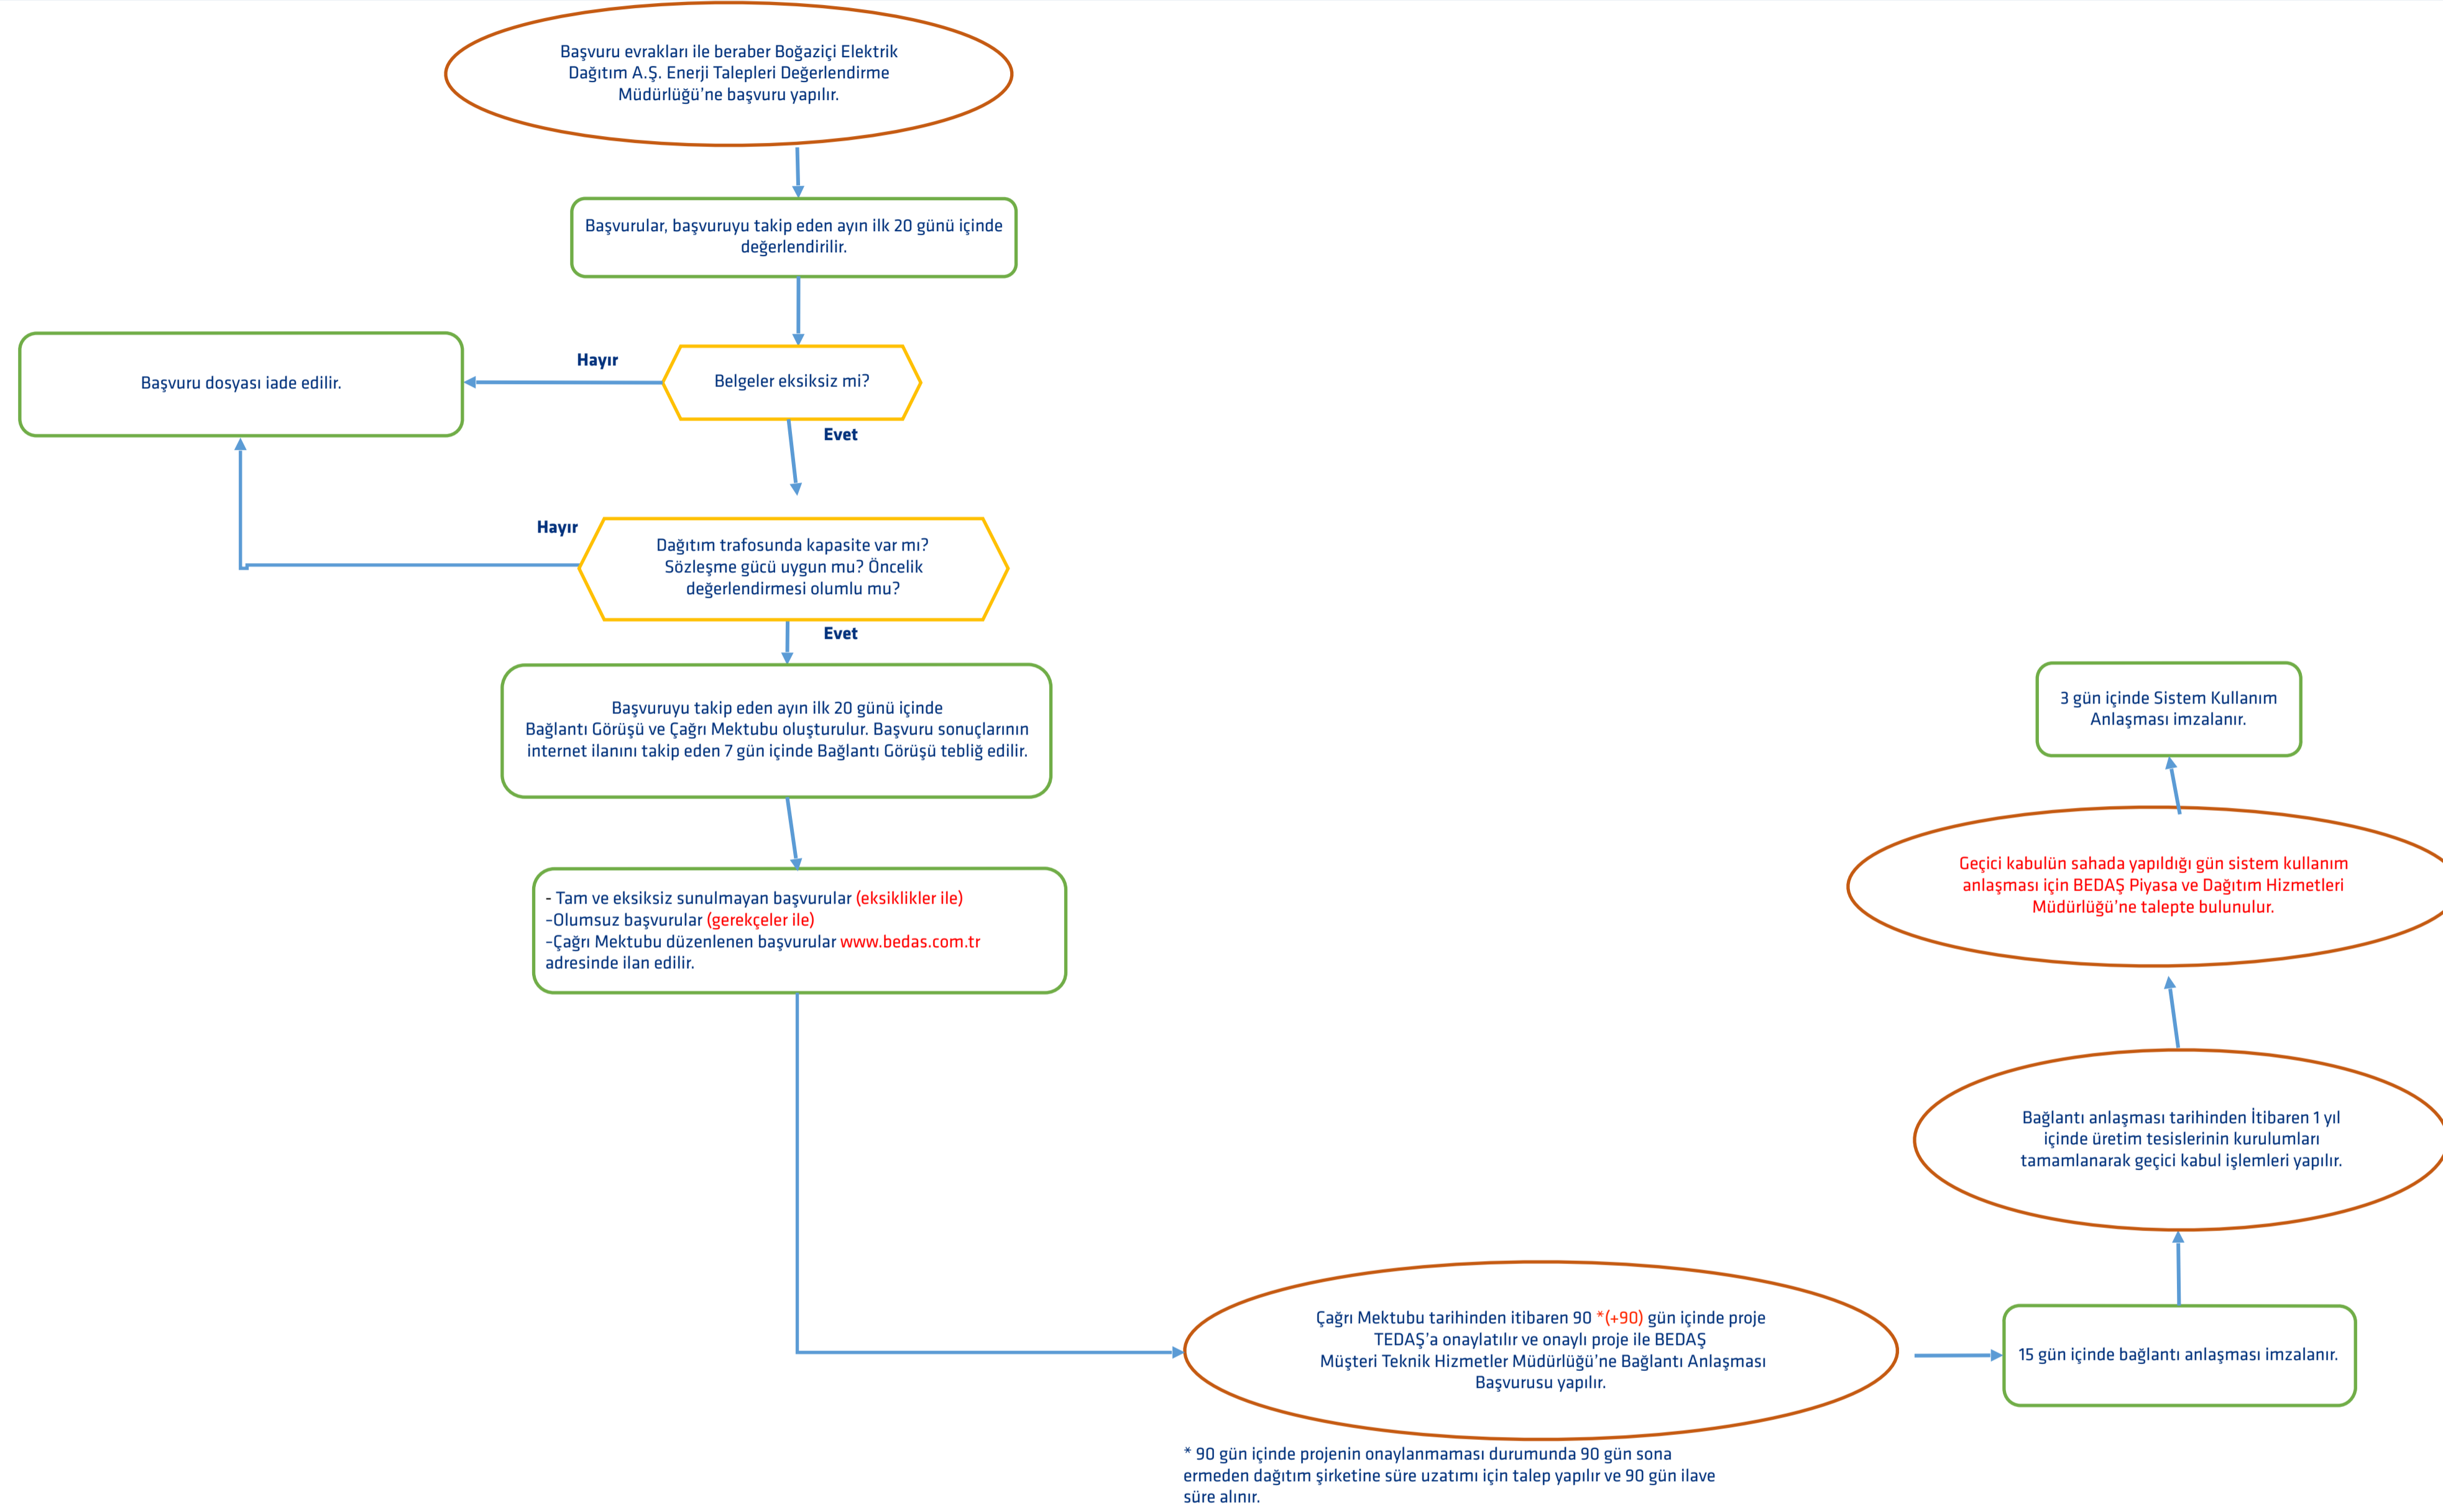 Başvuru evrakları ile beraber Boğaziçi Elektrik
Dağıtım A.Ş. Enerji Talepleri Değerlendirme
Müdürlüğü'ne başvuru yapılır.
Başvurular, başvuruyu takip eden ayın ilk 20 günü içinde
değerlendirilir.
Hayır
Belgeler eksiksiz mi?
Başvuru dosyası iade edilir.
Evet
Hayır
Dağıtım trafosunda kapasite var mı?
Sözleşme gücü uygun mu? Öncelik
değerlendirmesi olumlu mu?
Evet
Başvuruyu takip eden ayın ilk 20 günü içinde
Bağlantı Görüşü ve Çağrı Mektubu oluşturulur. Başvuru sonuçlarının
internet ilanını takip eden 7 gün içinde Bağlantı Görüşü tebliğ edilir.
- Tam ve eksiksiz sunulmayan başvurular (eksiklikler ile)
-Olumsuz başvurular (gerekçeler ile)
-Çağrı Mektubu düzenlenen başvurular www.bedas.com.tr
adresinde ilan edilir.
Çağrı Mektubu tarihinden itibaren 90 *(+90) gün içinde proje
TEDAŞ'a onaylatılır ve onaylı proje ile BEDAŞ
Müşteri Teknik Hizmetler Müdürlüğü'ne Bağlantı Anlaşması
Başvurusu yapılır.
* 90 gün içinde projenin onaylanmaması durumunda 90 gün sona
ermeden dağıtım şirketine süre uzatımı için talep yapılır ve 90 gün ilave
süre alınır.
15 gün içinde bağlantı anlaşması imzalanır.
Bağlantı anlaşması tarihinden İtibaren 1 yıl
içinde üretim tesislerinin kurulumları
tamamlanarak geçici kabul işlemleri yapılır.
Geçici kabulün sahada yapıldığı gün sistem kullanım
anlaşması için BEDAŞ Piyasa ve Dağıtım Hizmetleri
Müdürlüğü'ne talepte bulunulur.
3 gün içinde Sistem Kullanım
Anlaşması imzalanır.